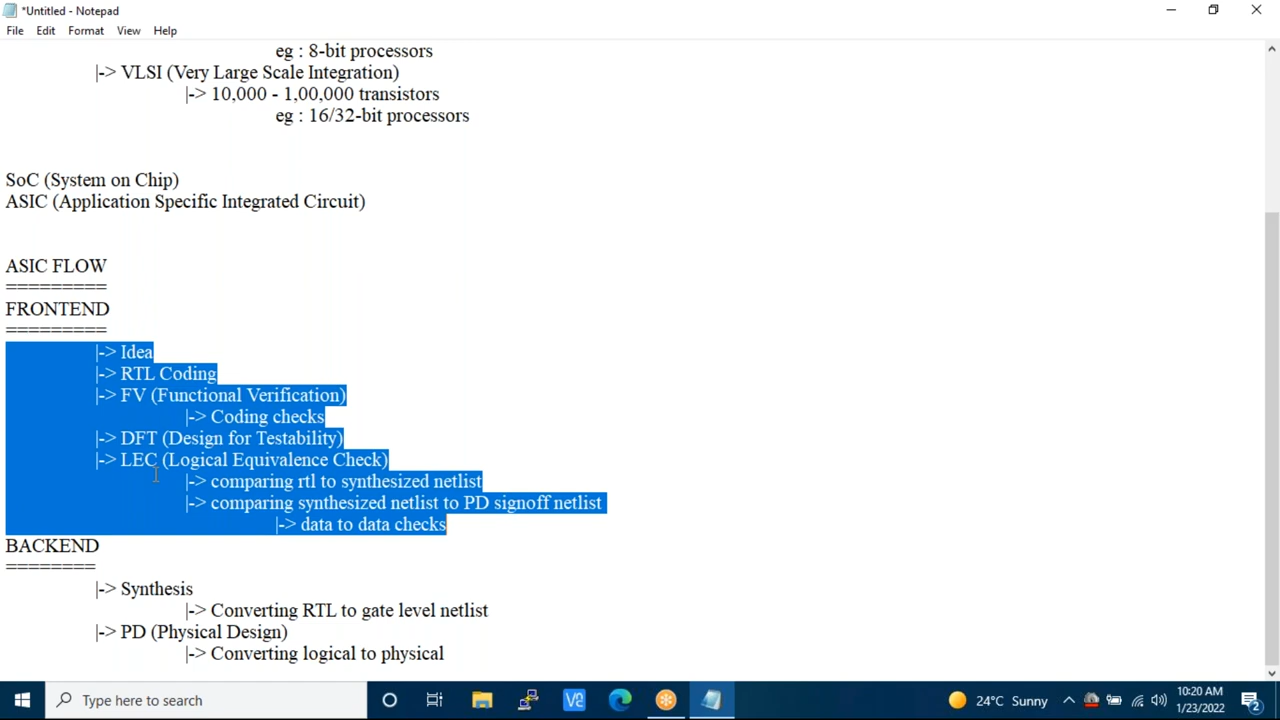 *Untitled - Notepad
File Edit Format View Help
eg : 8-bit processors
|-> VLSI (Very Large Scale Integration)
|-> 10,000 - 1,00,000 transistors
eg : 16/32-bit processors
SoC (System on Chip)
ASIC (Application Specific Integrated Circuit)
ASIC FLOW
=========
FRONTEND
=========
|-> Idea
|-> RTL Coding
|-> FV (Functional Verification)
|-> Coding checks
|-> DFT (Design for Testability)
|-> LEC (Logical Equivalence Check)
|-> comparing rtl to synthesized netlist
|-> comparing synthesized netlist to PD signoff netlist
|-> data to data checks
BACKEND
========
|-> Synthesis
|-> Converting RTL to gate level netlist
|-> PD (Physical Design)
|-> Converting logical to physical
Type here to search
24°C Sunny
10:20 AM
1/23/2022
2